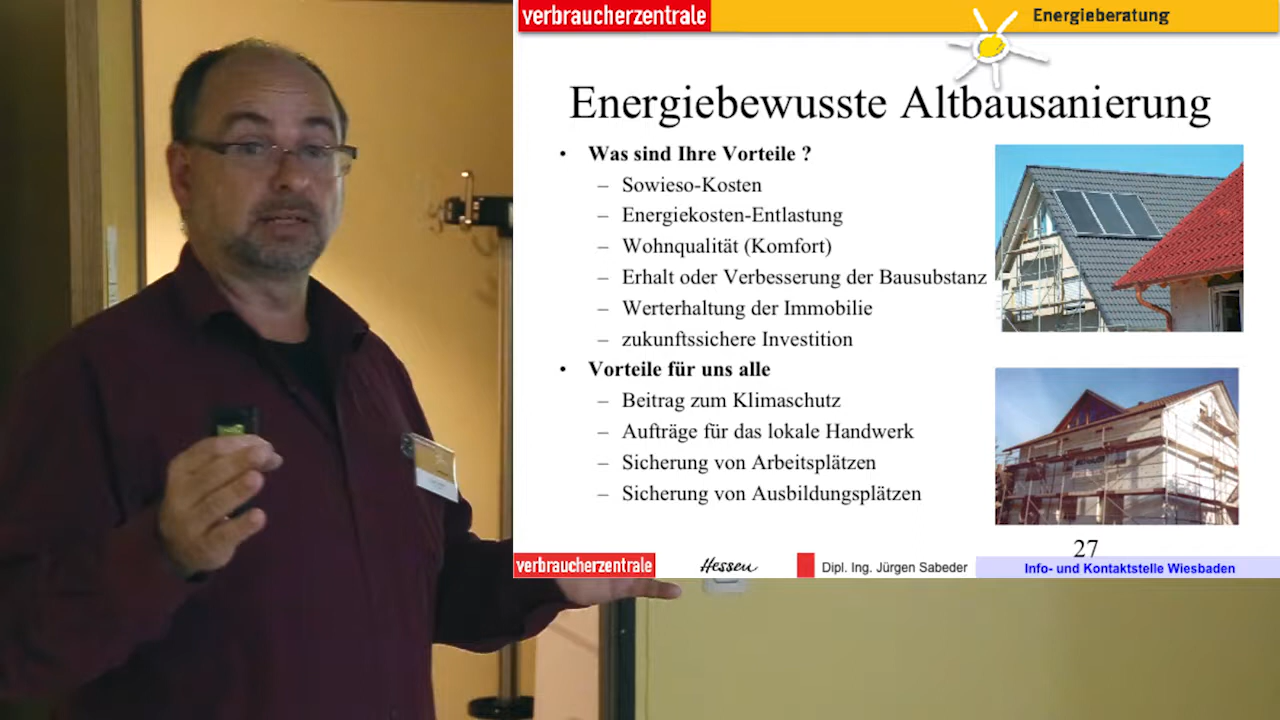 verbraucherzentrale
Energieberatung
Energiebewusste Altbausanierung
• Was sind Ihre Vorteile ?
– Sowieso-Kosten
– Energiekosten-Entlastung
– Wohnqualität (Komfort)
– Erhalt oder Verbesserung der Bausubstanz
– Werterhaltung der Immobilie
– zukunftssichere Investition
• Vorteile für uns alle
– Beitrag zum Klimaschutz
– Aufträge für das lokale Handwerk
– Sicherung von Arbeitsplätzen
– Sicherung von Ausbildungsplätzen
27
verbraucherzentrale
Hessen
Dipl. Ing. Jürgen Sabeder
Info- und Kontaktstelle Wiesbaden